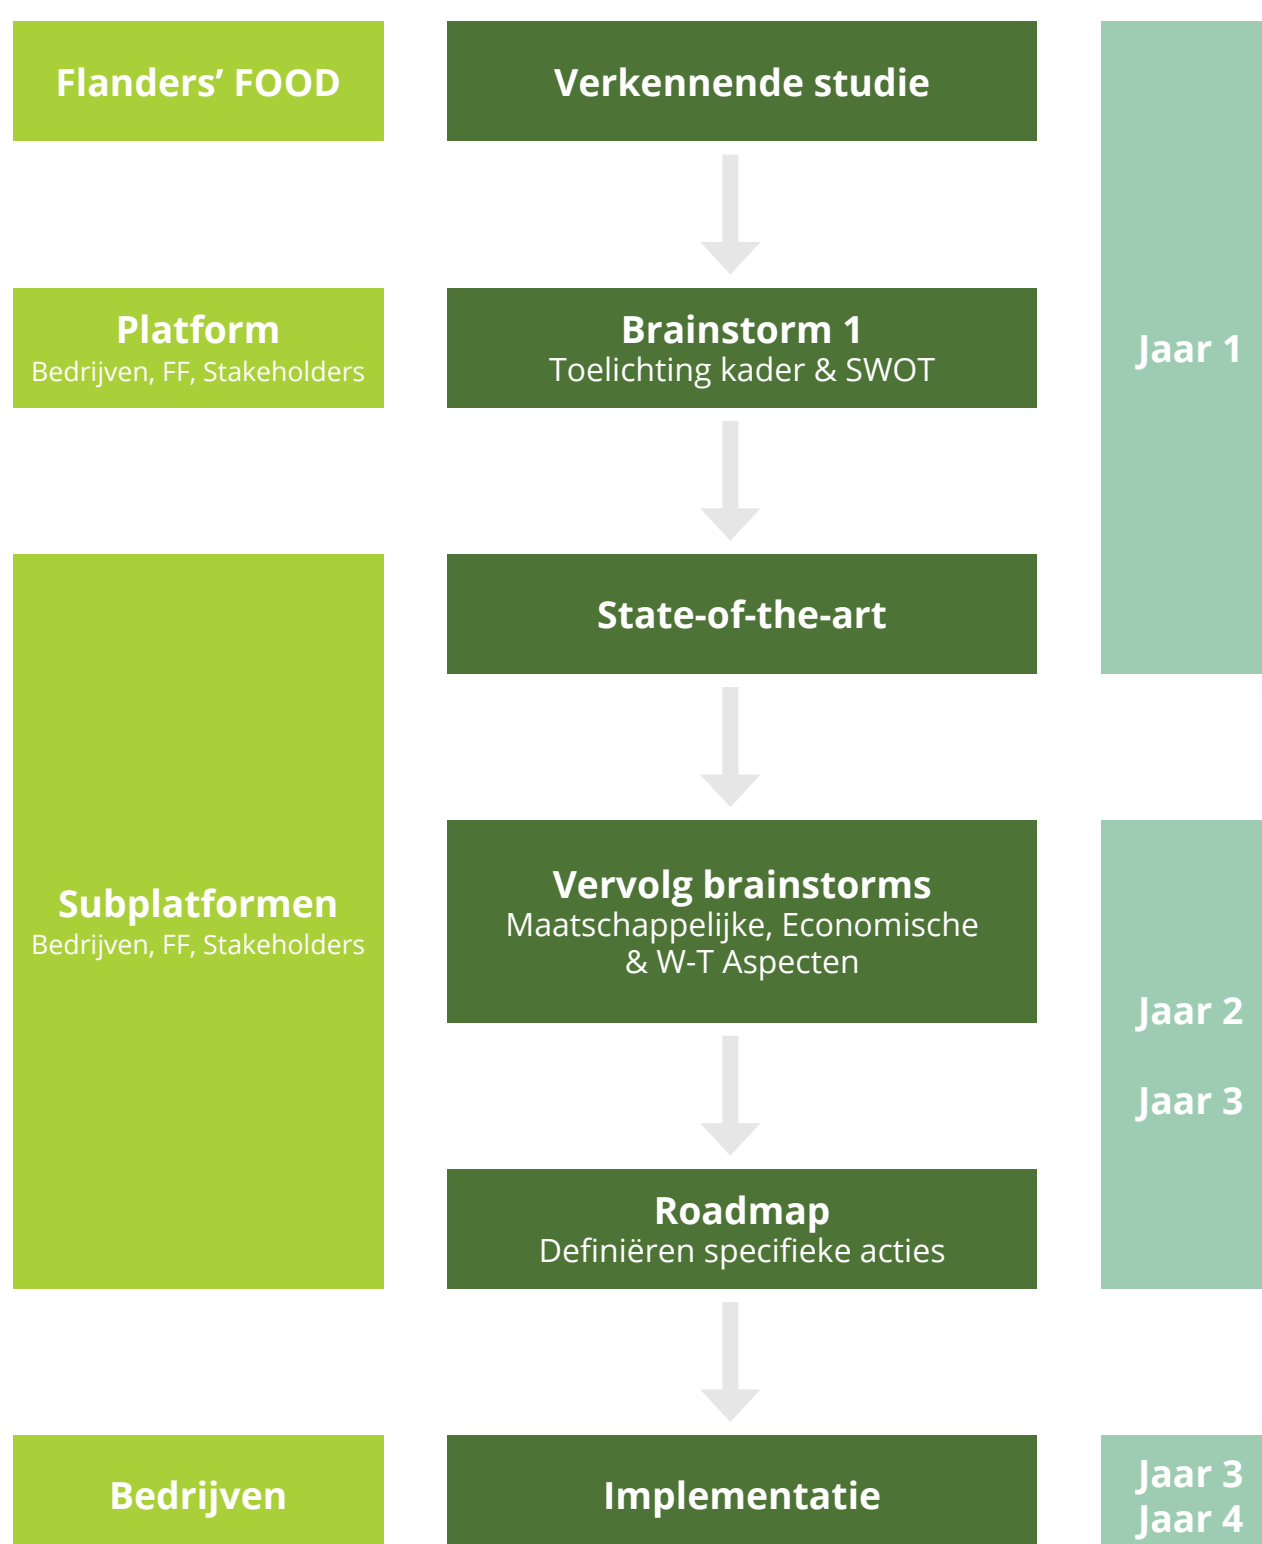 Flanders’ FOOD
Verkennende studie
Platform
Bedrijven, FF, Stakeholders
Brainstorm 1
Toelichting kader & SWOT
Jaar 1
State-of-the-art
Subplatformen
Bedrijven, FF, Stakeholders
Vervolg brainstorms
Maatschappelijke, Economische
& W-T Aspecten
Jaar 2
Jaar 3
Roadmap
Definiëren specifieke acties
Bedrijven
Implementatie
Jaar 3
Jaar 4